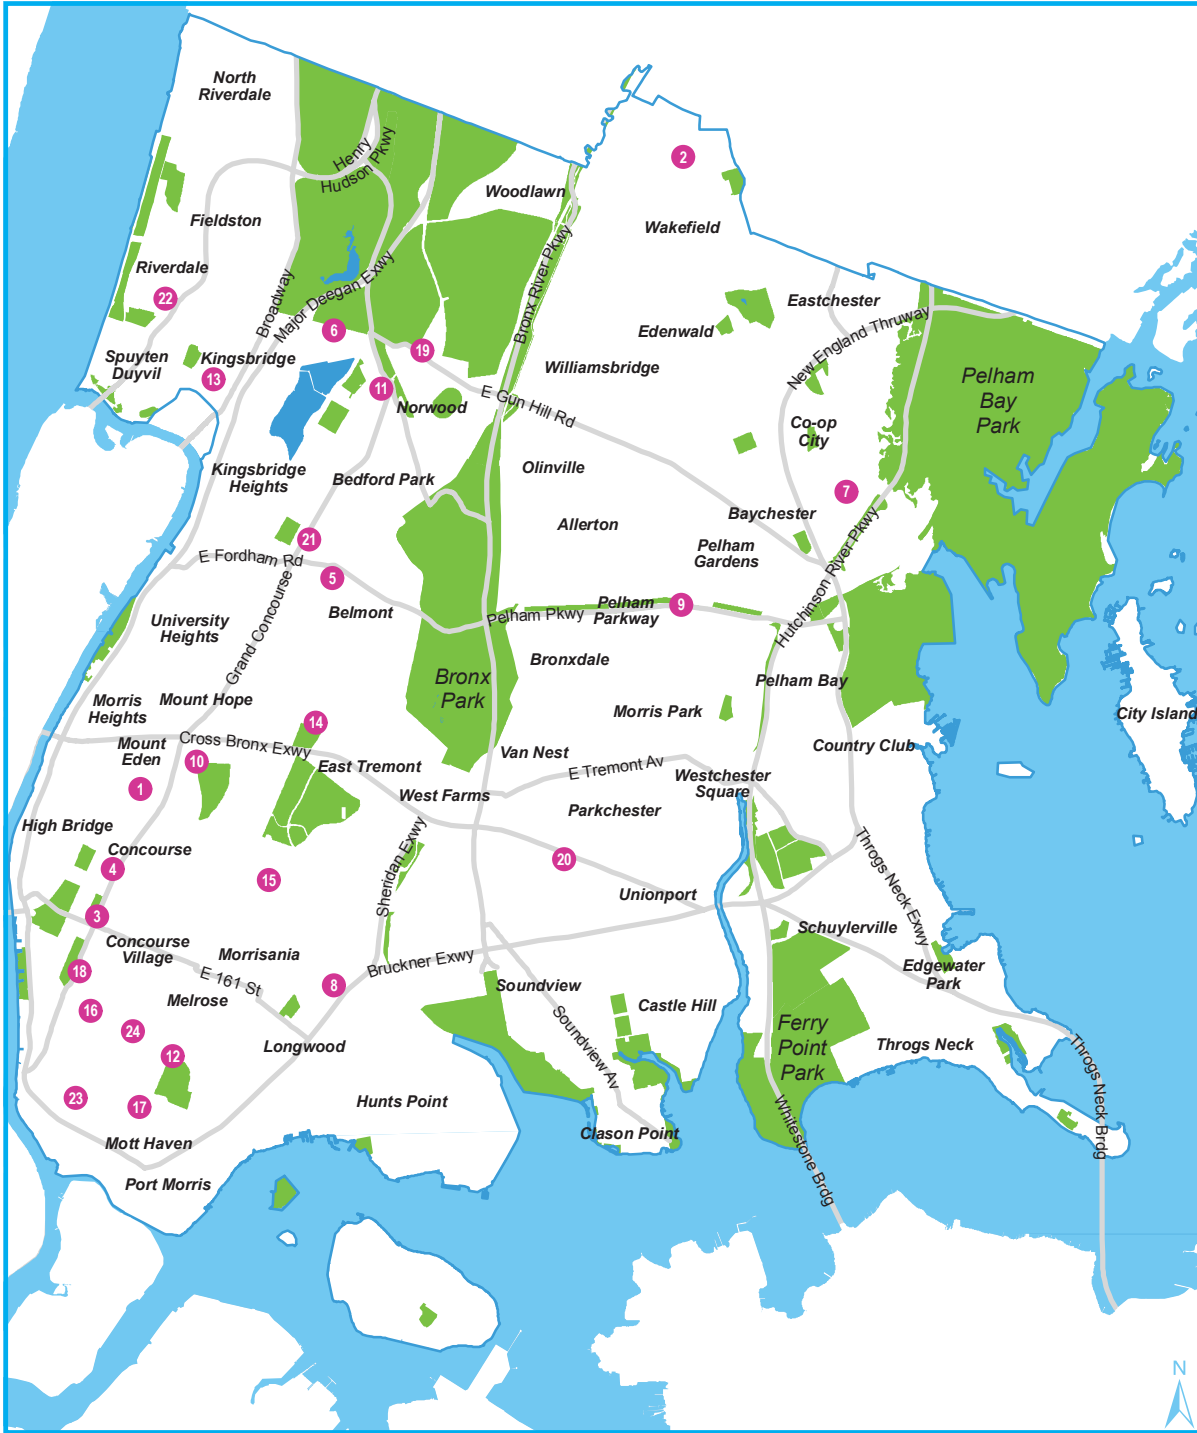 North
Riverdale
Henry
Hudson Pkwy
2
Woodlawn
Fieldston
Wakefield
Riverdale
22
Broadway
Major Deegan Exwy
Bronx River Pkwy
Eastchester
6
Edenwald
New England Thruway
19
Spuyten
Duyvil
Kingsbridge
13
Williamsbridge
11
Norwood
E Gun Hill Rd
Pelham
Bay
Park
Co-op
City
Kingsbridge
Heights
Bedford Park
Olinville
7
Baychester
Allerton
21
E Fordham Rd
Pelham
Gardens
Hutchinson River Pkwy
5
Belmont
Pelham Pkwy
Pelham
Parkway
9
University
Heights
Grand Concourse
Bronxdale
Bronx
Park
Pelham Bay
Morris
Heights
Mount Hope
14
Morris Park
City Island
Cross Bronx Exwy
Mount
Eden
10
Van Nest
Country Club
East Tremont
E Tremont Av
1
West Farms
Westchester
Square
Parkchester
High Bridge
Concourse
4
Sheridan Exwy
20
15
Throgs Neck Exwy
Unionport
3
Concourse
Village
Morrisania
Schuylerville
18
E 161 St
Bruckner Exwy
Edgewater
Park
8
Melrose
Soundview
Castle Hill
16
24
Soundview Av
Ferry
Point
Park
Longwood
Throgs Neck
12
Throgs Neck Brdg
23
17
Hunts Point
Mott Haven
Clason Point
Whitestone Brdg
Port Morris
N